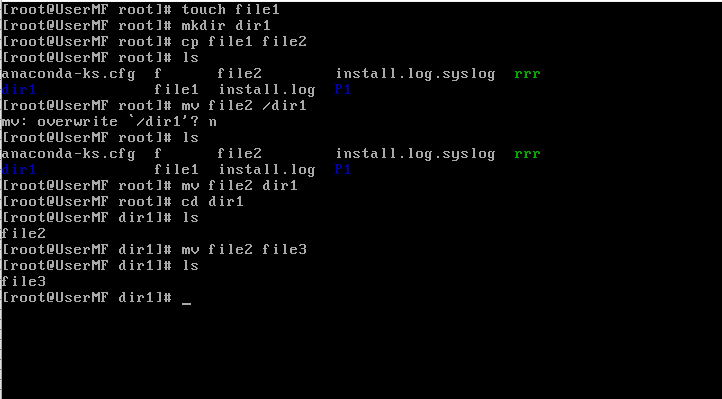 [root@UserMF root]# touch file1
[root@UserMF root]# mkdir dir1
[root@UserMF root]# cp file1 file2
[root@UserMF root]# ls
anaconda-ks.cfg  f      file2        install.log.syslog  rrr
dir1             file1  install.log  P1
[root@UserMF root]# mv file2 /dir1
mv: overwrite `/dir1'? n
[root@UserMF root]# ls
anaconda-ks.cfg  f      file2        install.log.syslog  rrr
dir1             file1  install.log  P1
[root@UserMF root]# mv file2 dir1
[root@UserMF root]# cd dir1
[root@UserMF dir1]# ls
file2
[root@UserMF dir1]# mv file2 file3
[root@UserMF dir1]# ls
file3
[root@UserMF dir1]# _